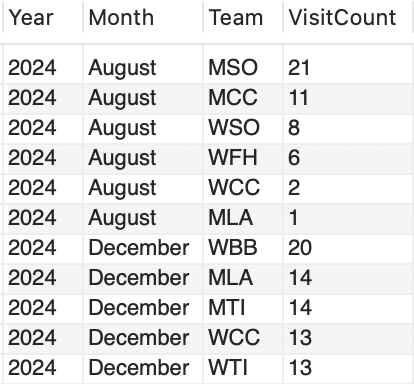 Year Month Team VisitCount
2024 August MSO 21
2024 August MCC 11
2024 August WSO 8
2024 August WFH 6
2024 August WCC 2
2024 August MLA 1
2024 December WBB 20
2024 December MLA 14
2024 December MTI 14
2024 December WCC 13
2024 December WTI 13